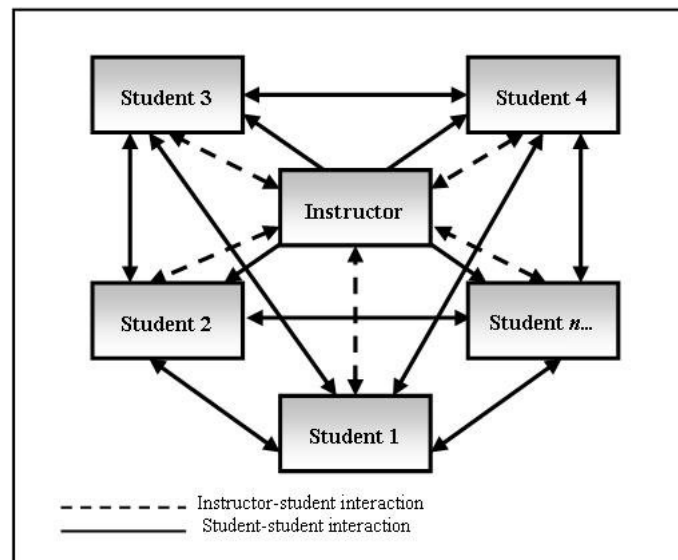 Student 3
Student 4
Instructor
Student 2
Student n...
Student 1
Instructor-student interaction
Student-student interaction